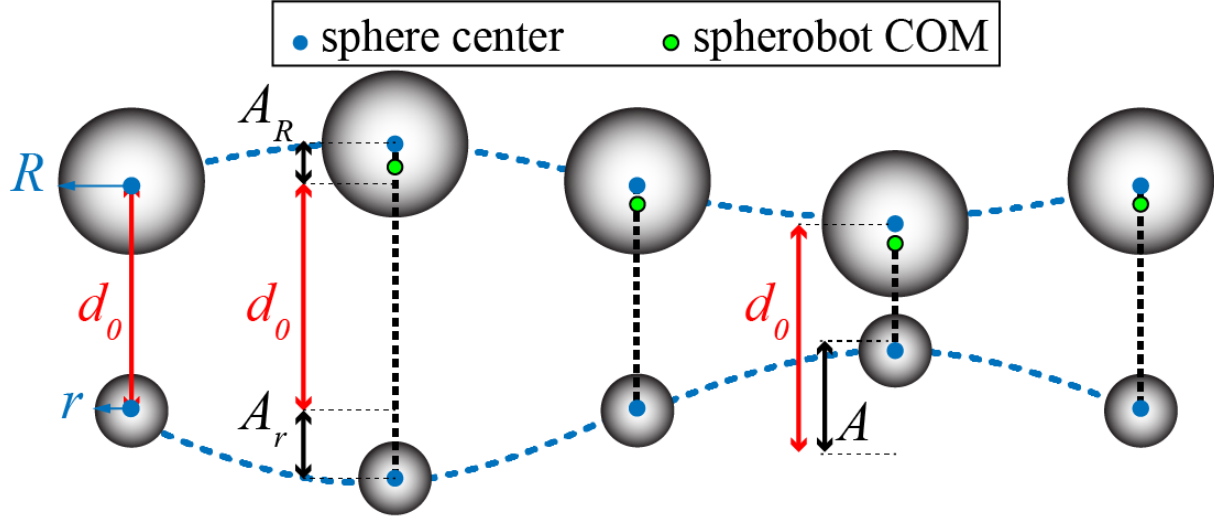 sphere center spherobot COM
A_R
R
d_0
d_0
d_0
r
A_r
A